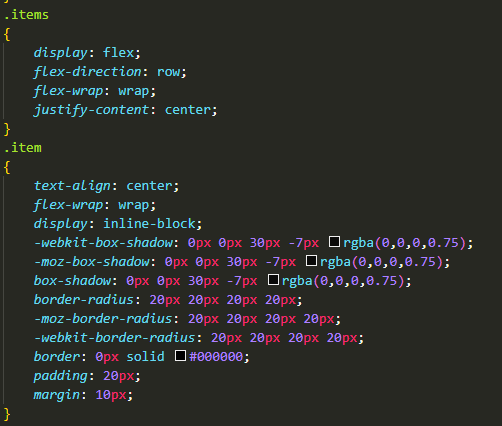 }
.items
{
    display: flex;
    flex-direction: row;
    flex-wrap: wrap;
    justify-content: center;
}
.item
{
    text-align: center;
    flex-wrap: wrap;
    display: inline-block;
    -webkit-box-shadow: 0px 0px 30px -7px rgba(0,0,0,0.75);
    -moz-box-shadow: 0px 0px 30px -7px rgba(0,0,0,0.75);
    box-shadow: 0px 0px 30px -7px rgba(0,0,0,0.75);
    border-radius: 20px 20px 20px 20px;
    -moz-border-radius: 20px 20px 20px 20px;
    -webkit-border-radius: 20px 20px 20px 20px;
    border: 0px solid #000000;
    padding: 20px;
    margin: 10px;
}